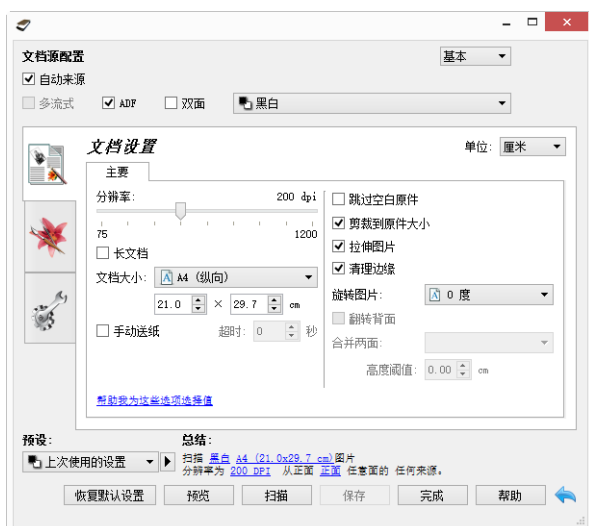 文档源配置 基本
自动来源
多流式 ADF 双面 黑白
文档设置 单位: 厘米
主要
分辨率: 200 dpi
75 1200
长文档
文档大小: A4 (纵向)
21.0 × 29.7 cm
手动送纸 超时: 0 秒
帮助我为这些选项选择值
跳过空白原件
剪裁到原件大小
拉伸图片
清理边缘
旋转图片: 0 度
翻转背面
合并两面:
高度阈值: 0.00 cm
预设: 总结:
上次使用的设置 扫描 黑白 A4 (21.0x29.7 cm)图片
分辨率为 200 DPI 从正面 正面 任意面的 任何来源。
恢复默认设置 预览 扫描 保存 完成 帮助